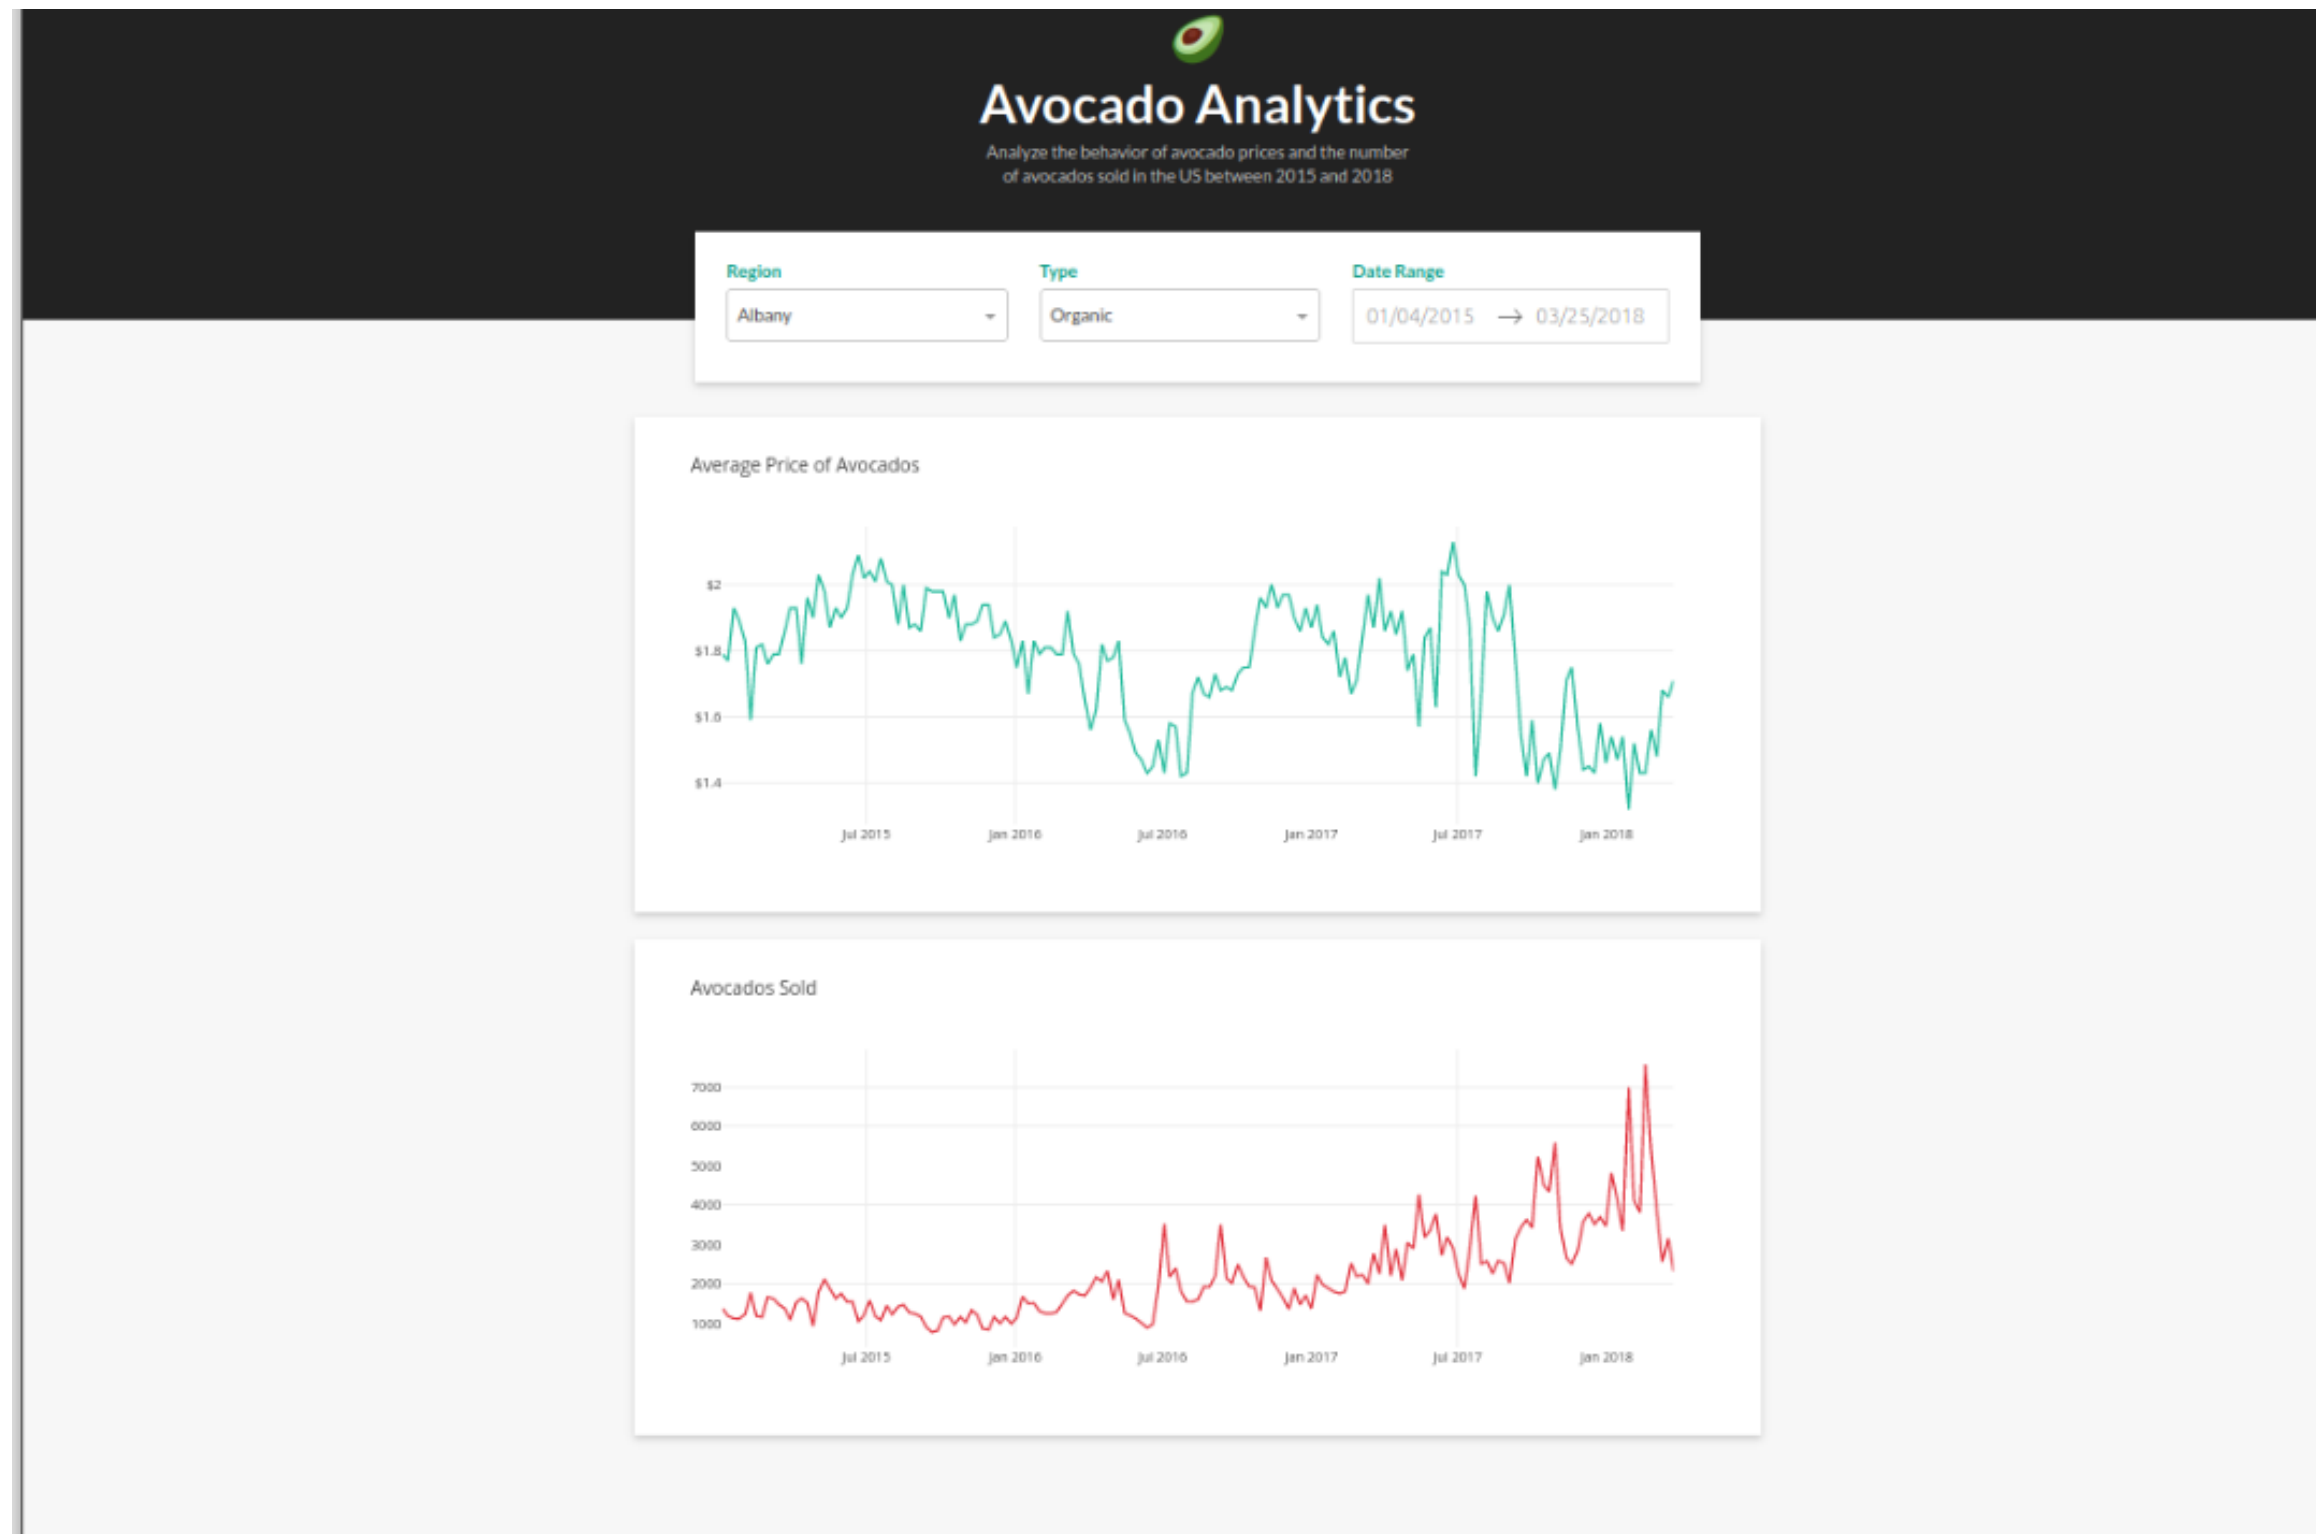 Avocado Analytics
Analyze the behavior of avocado prices and the number
of avocados sold in the US between 2015 and 2018
Region
Type
Date Range
Albany
Organic
01/04/2015 → 03/25/2018
Average Price of Avocados
$2
$1.8
$1.6
$1.4
Jul 2015
Jan 2016
Jul 2016
Jan 2017
Jul 2017
Jan 2018
Avocados Sold
7000
6000
5000
4000
3000
2000
1000
Jul 2015
Jan 2016
Jul 2016
Jan 2017
Jul 2017
Jan 2018